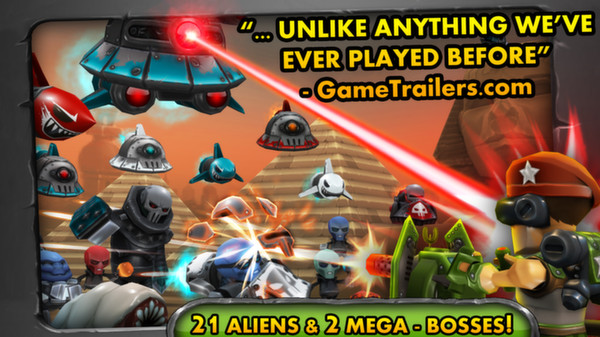 “... UNLIKE ANYTHING WE’VE
EVER PLAYED BEFORE”
- GameTrailers.com
21 ALIENS & 2 MEGA - BOSSES!